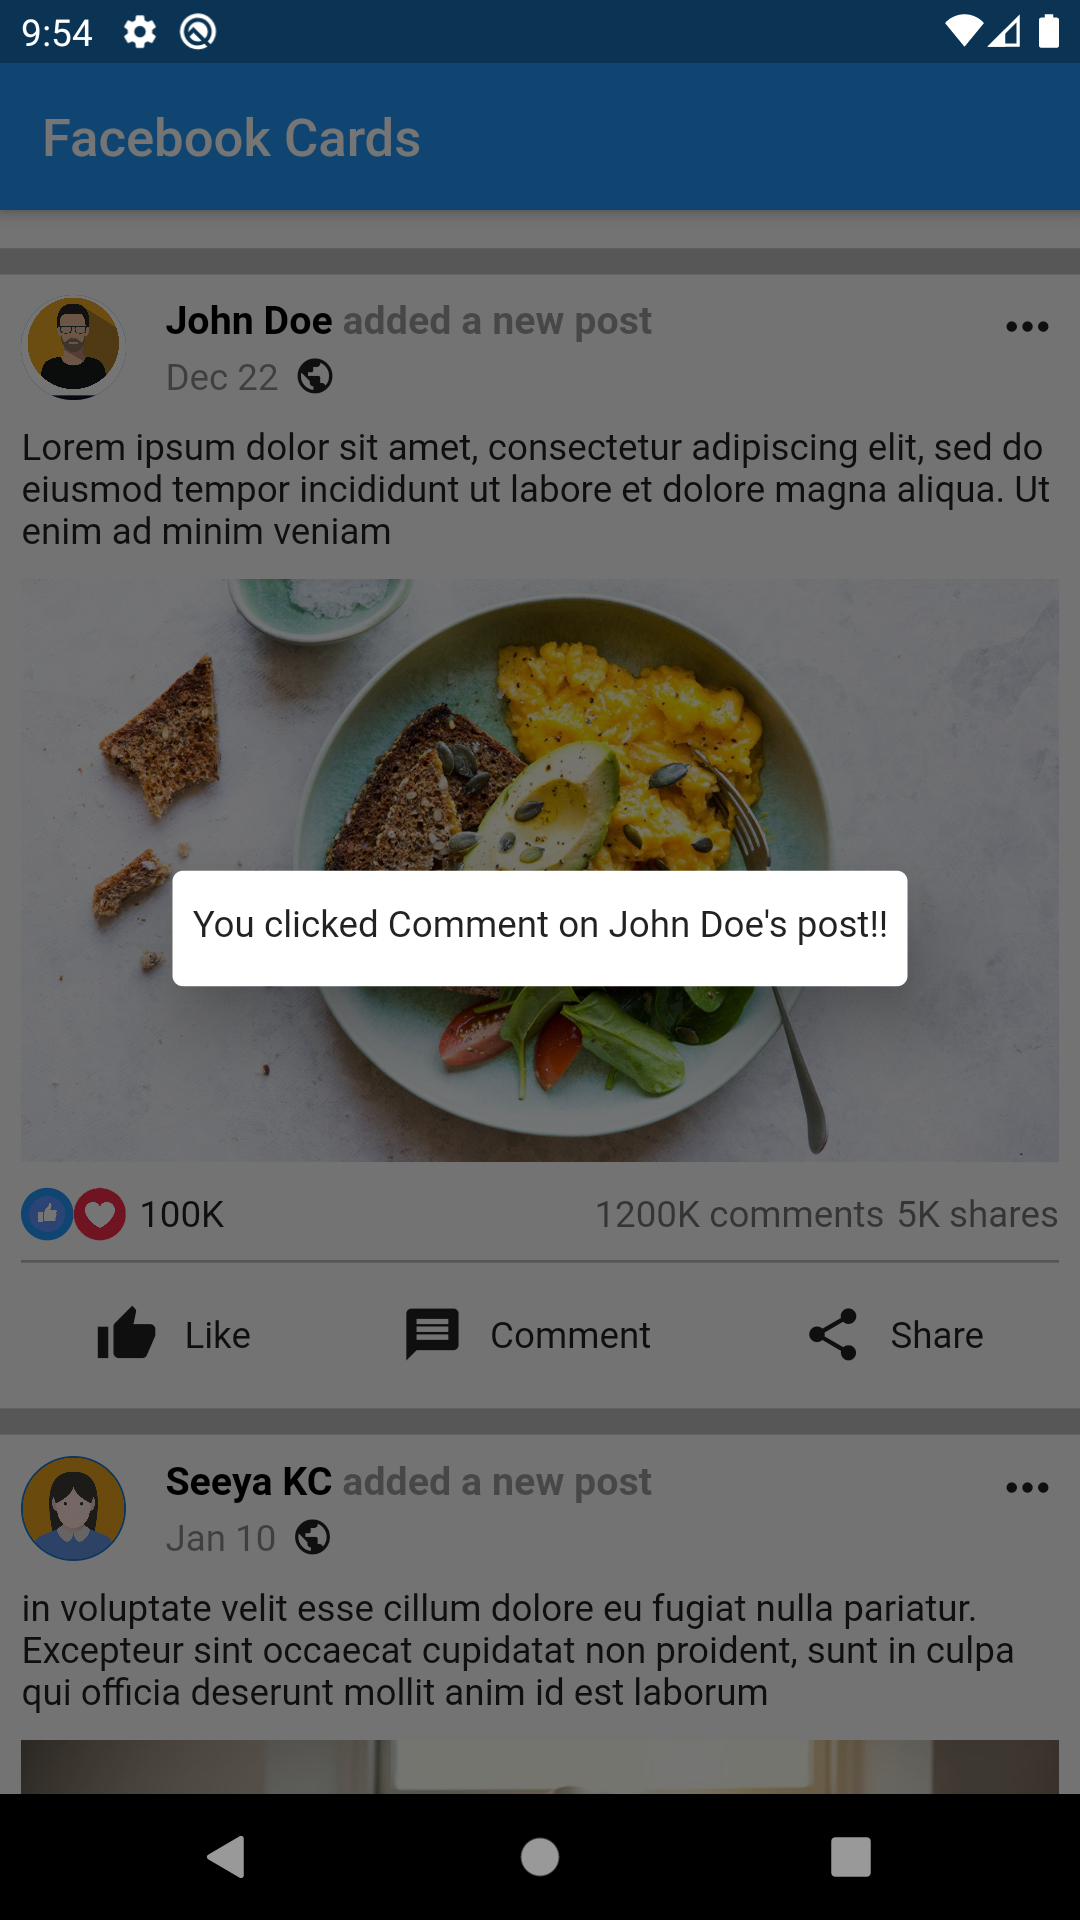 9:54
Facebook Cards
John Doe added a new post
Dec 22
Lorem ipsum dolor sit amet, consectetur adipiscing elit, sed do
eiusmod tempor incididunt ut labore et dolore magna aliqua. Ut
enim ad minim veniam
You clicked Comment on John Doe's post!!
100K 1200K comments 5K shares
Like Comment Share
Seeya KC added a new post
Jan 10
in voluptate velit esse cillum dolore eu fugiat nulla pariatur.
Excepteur sint occaecat cupidatat non proident, sunt in culpa
qui officia deserunt mollit anim id est laborum